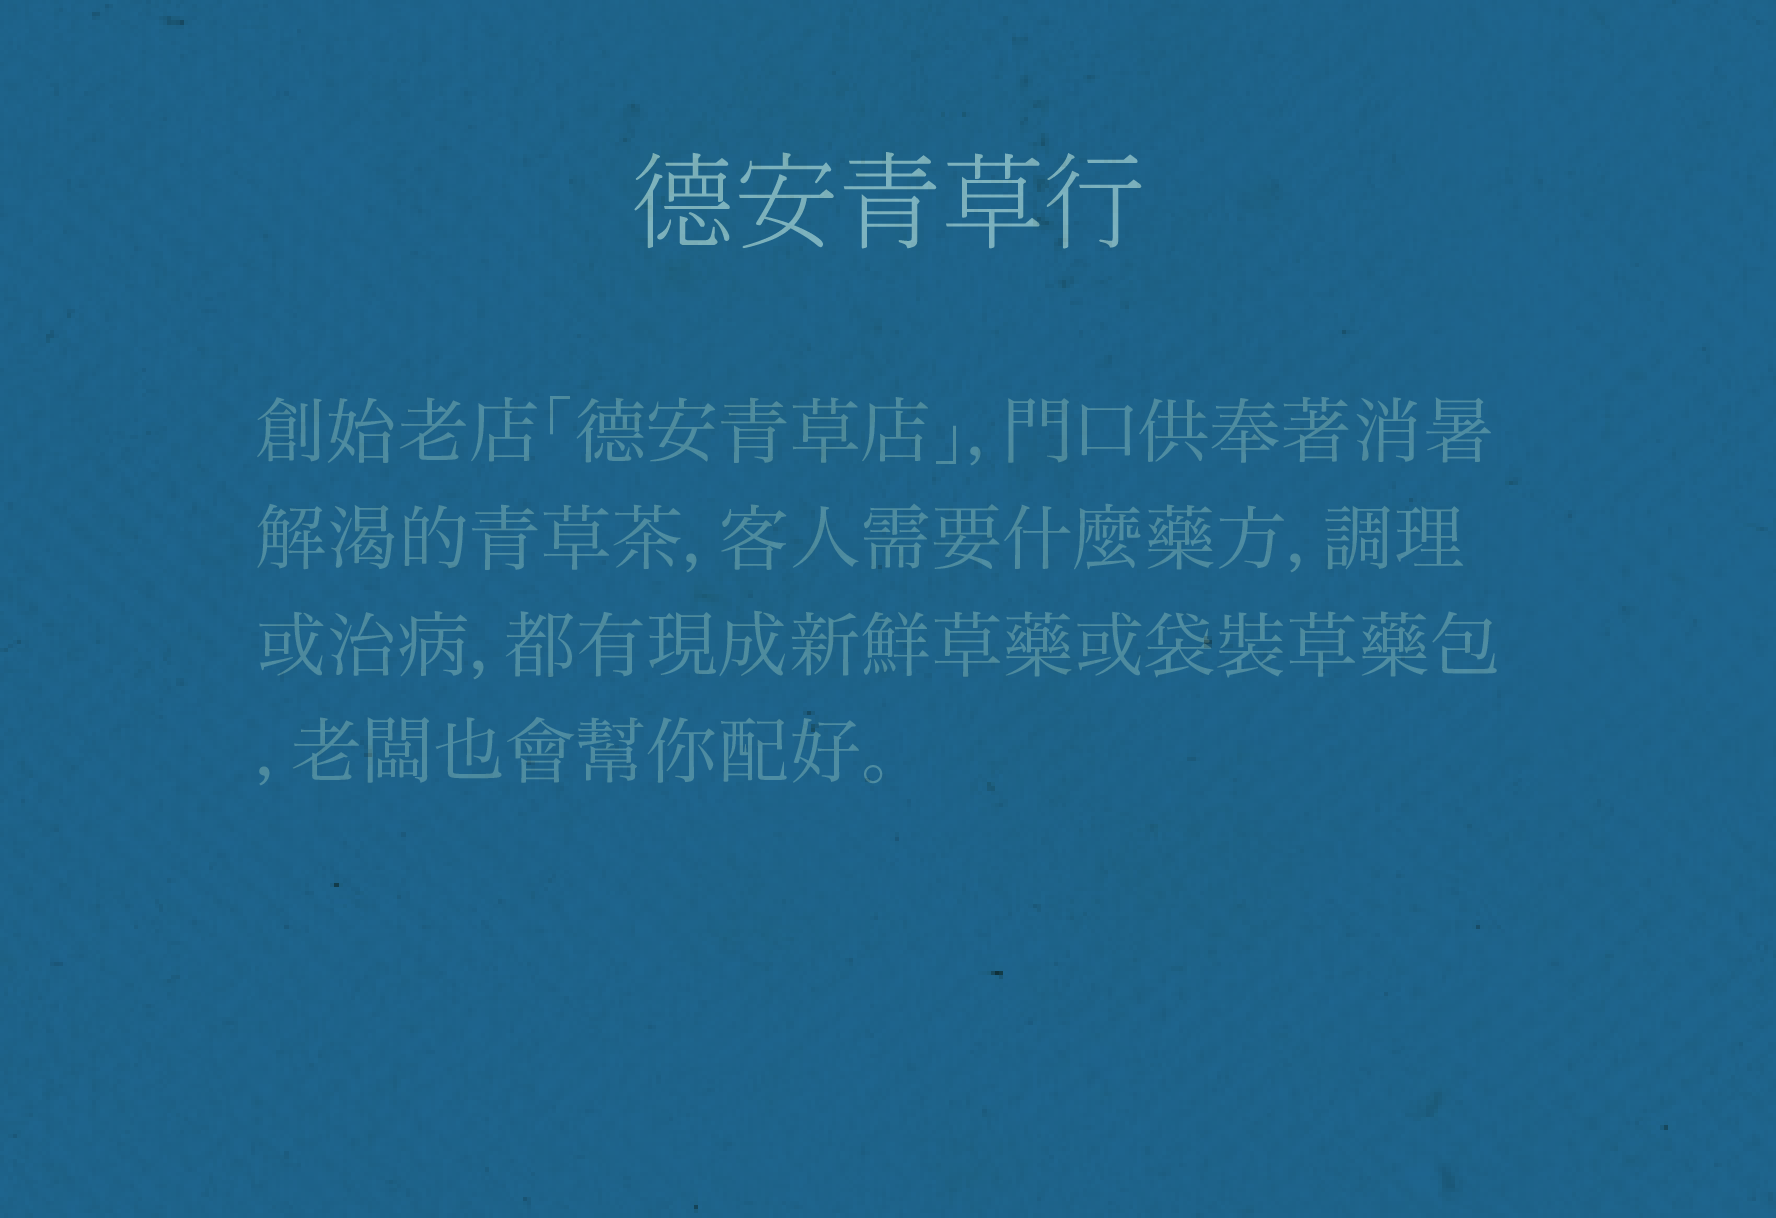 德安青草行
創始老店「德安青草店」,門口供奉著消暑
解渴的青草茶,客人需要什麼藥方,調理
或治病,都有現成新鮮草藥或袋裝草藥包
,老闆也會幫你配好。